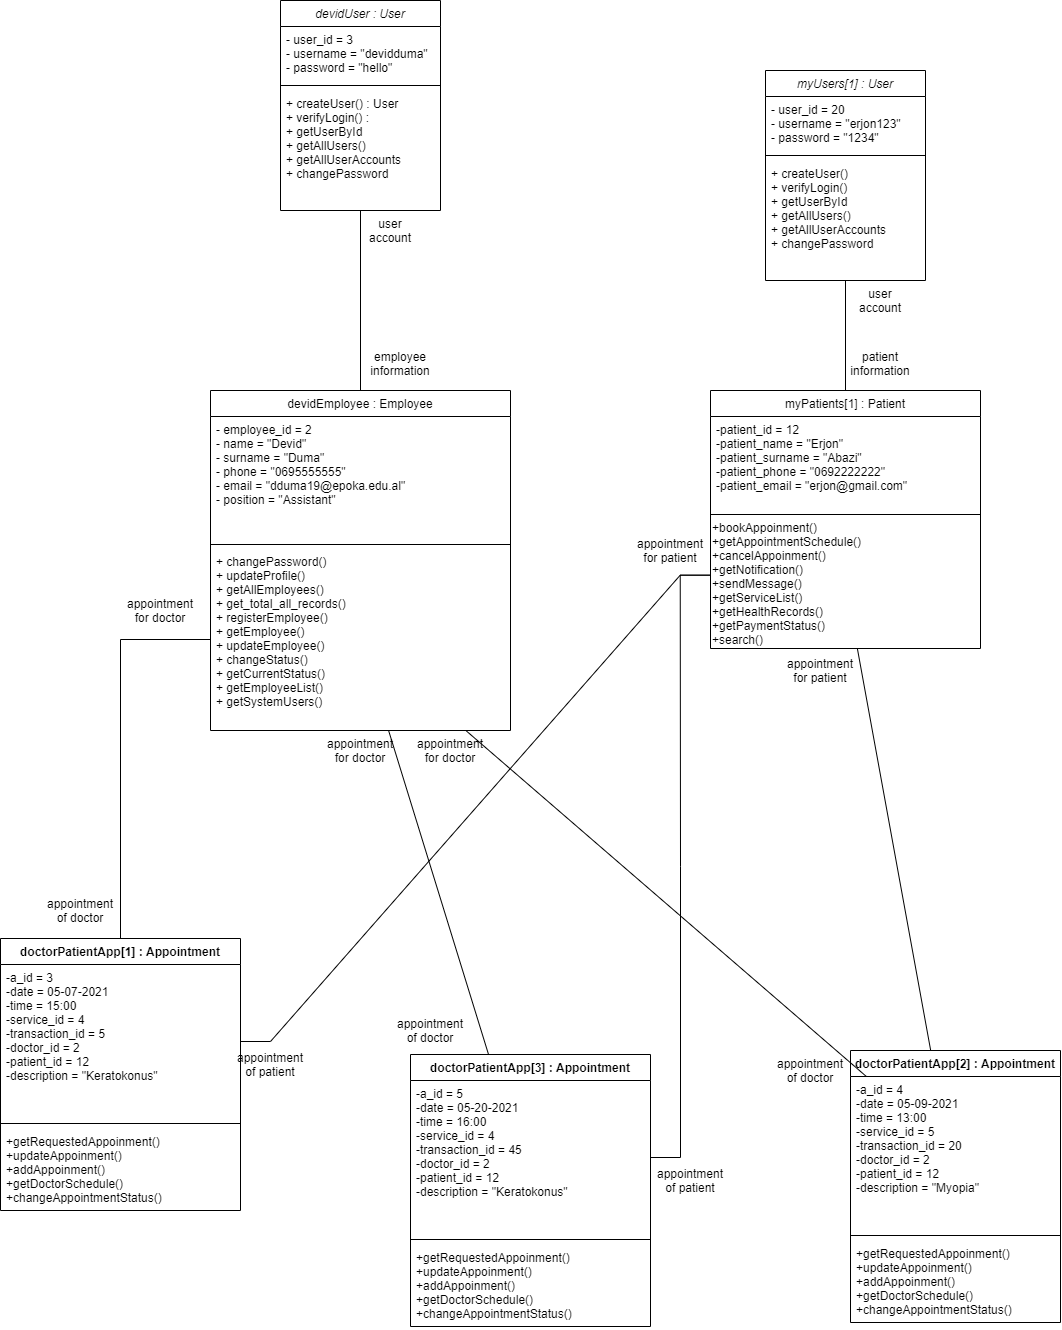 devidUser : User
- user_id = 3
- username = "devidduma"
- password = "hello"
+ createUser() : User
+ verifyLogin() :
+ getUserById
+ getAllUsers()
+ getAllUserAccounts
+ changePassword
user
account
myUsers[1] : User
- user_id = 20
- username = "erjon123"
- password = "1234"
+ createUser()
+ verifyLogin()
+ getUserById
+ getAllUsers()
+ getAllUserAccounts
+ changePassword
user
account
employee
information
patient
information
devidEmployee : Employee
- employee_id = 2
- name = "Devid"
- surname = "Duma"
- phone = "0695555555"
- email = "dduma19@epoka.edu.al"
- position = "Assistant"
+ changePassword()
+ updateProfile()
+ getAllEmployees()
+ get_total_all_records()
+ registerEmployee()
+ getEmployee()
+ updateEmployee()
+ changeStatus()
+ getCurrentStatus()
+ getEmployeeList()
+ getSystemUsers()
myPatients[1] : Patient
-patient_id = 12
-patient_name = "Erjon"
-patient_surname = "Abazi"
-patient_phone = "0692222222"
-patient_email = "erjon@gmail.com"
+bookAppoinment()
+getAppointmentSchedule()
+cancelAppoinment()
+getNotification()
+sendMessage()
+getServiceList()
+getHealthRecords()
+getPaymentStatus()
+search()
appointment
for patient
appointment
for doctor
appointment
for patient
appointment
for doctor
appointment
for doctor
appointment
of doctor
doctorPatientApp[1] : Appointment
-a_id = 3
-date = 05-07-2021
-time = 15:00
-service_id = 4
-transaction_id = 5
-doctor_id = 2
-patient_id = 12
-description = "Keratokonus"
+getRequestedAppoinment()
+updateAppoinment()
+addAppoinment()
+getDoctorSchedule()
+changeAppointmentStatus()
appointment
of patient
appointment
of doctor
doctorPatientApp[3] : Appointment
-a_id = 5
-date = 05-20-2021
-time = 16:00
-service_id = 4
-transaction_id = 45
-doctor_id = 2
-patient_id = 12
-description = "Keratokonus"
+getRequestedAppoinment()
+updateAppoinment()
+addAppoinment()
+getDoctorSchedule()
+changeAppointmentStatus()
appointment
of patient
appointment
of doctor
doctorPatientApp[2] : Appointment
-a_id = 4
-date = 05-09-2021
-time = 13:00
-service_id = 5
-transaction_id = 20
-doctor_id = 2
-patient_id = 12
-description = "Myopia"
+getRequestedAppoinment()
+updateAppoinment()
+addAppoinment()
+getDoctorSchedule()
+changeAppointmentStatus()